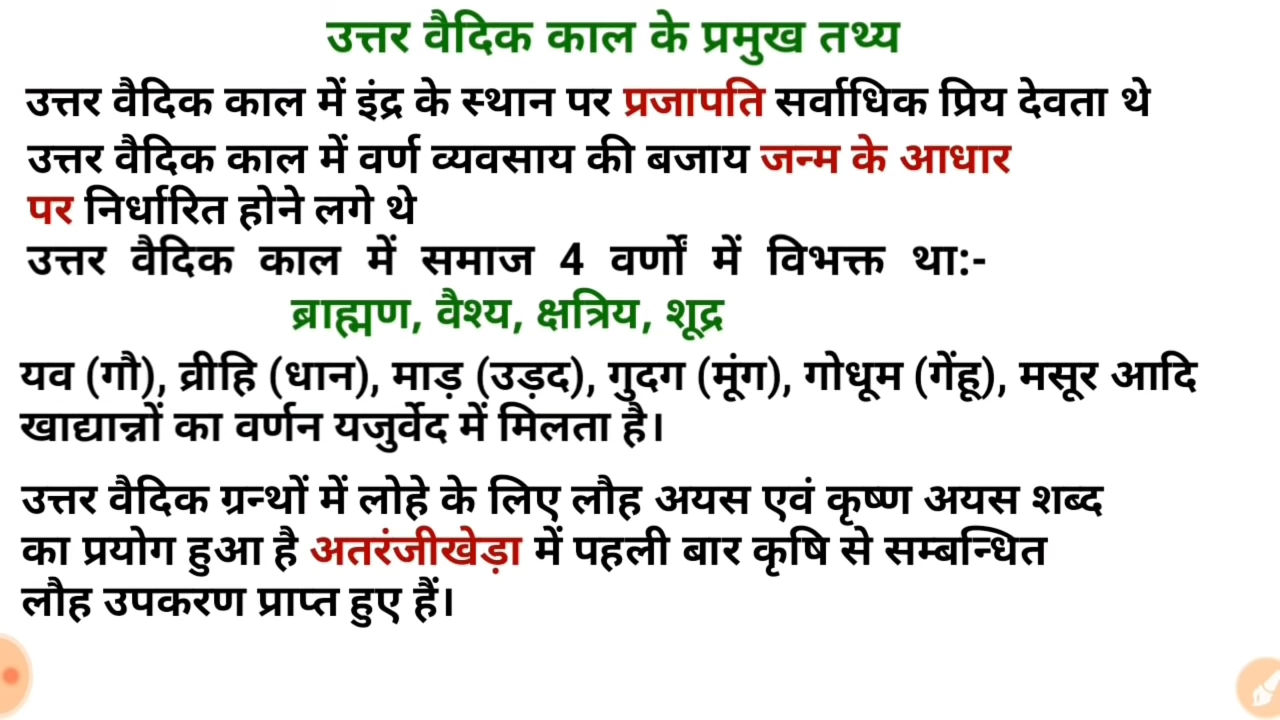 उत्तर वैदिक काल के प्रमुख तथ्य
उत्तर वैदिक काल में इंद्र के स्थान पर प्रजापति सर्वाधिक प्रिय देवता थे
उत्तर वैदिक काल में वर्ण व्यवसाय की बजाय जन्म के आधार
पर निर्धारित होने लगे थे
उत्तर वैदिक काल में समाज 4 वर्णों में विभक्त था:-
ब्राह्मण, वैश्य, क्षत्रिय, शूद्र
यव (गौ), व्रीहि (धान), माड़ (उड़द), गुदग (मूंग), गोधूम (गेंहू), मसूर आदि
खाद्यान्नों का वर्णन यजुर्वेद में मिलता है।
उत्तर वैदिक ग्रन्थों में लोहे के लिए लौह अयस एवं कृष्ण अयस शब्द
का प्रयोग हुआ है अतरंजीखेड़ा में पहली बार कृषि से सम्बन्धित
लौह उपकरण प्राप्त हुए हैं।